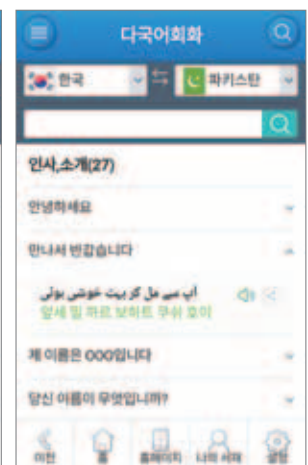 다국어회화
한국
파키스탄
인사,소개(27)
안녕하세요
만나서 반갑습니다
آپ سے مل کر بہت خوشی ہوئی
앞세 밀 까르 보하트 쿠쉬 호이
제 이름은 OOO입니다
당신 이름이 무엇입니까?
이전
홈
홈페이지
나의 서재
설정